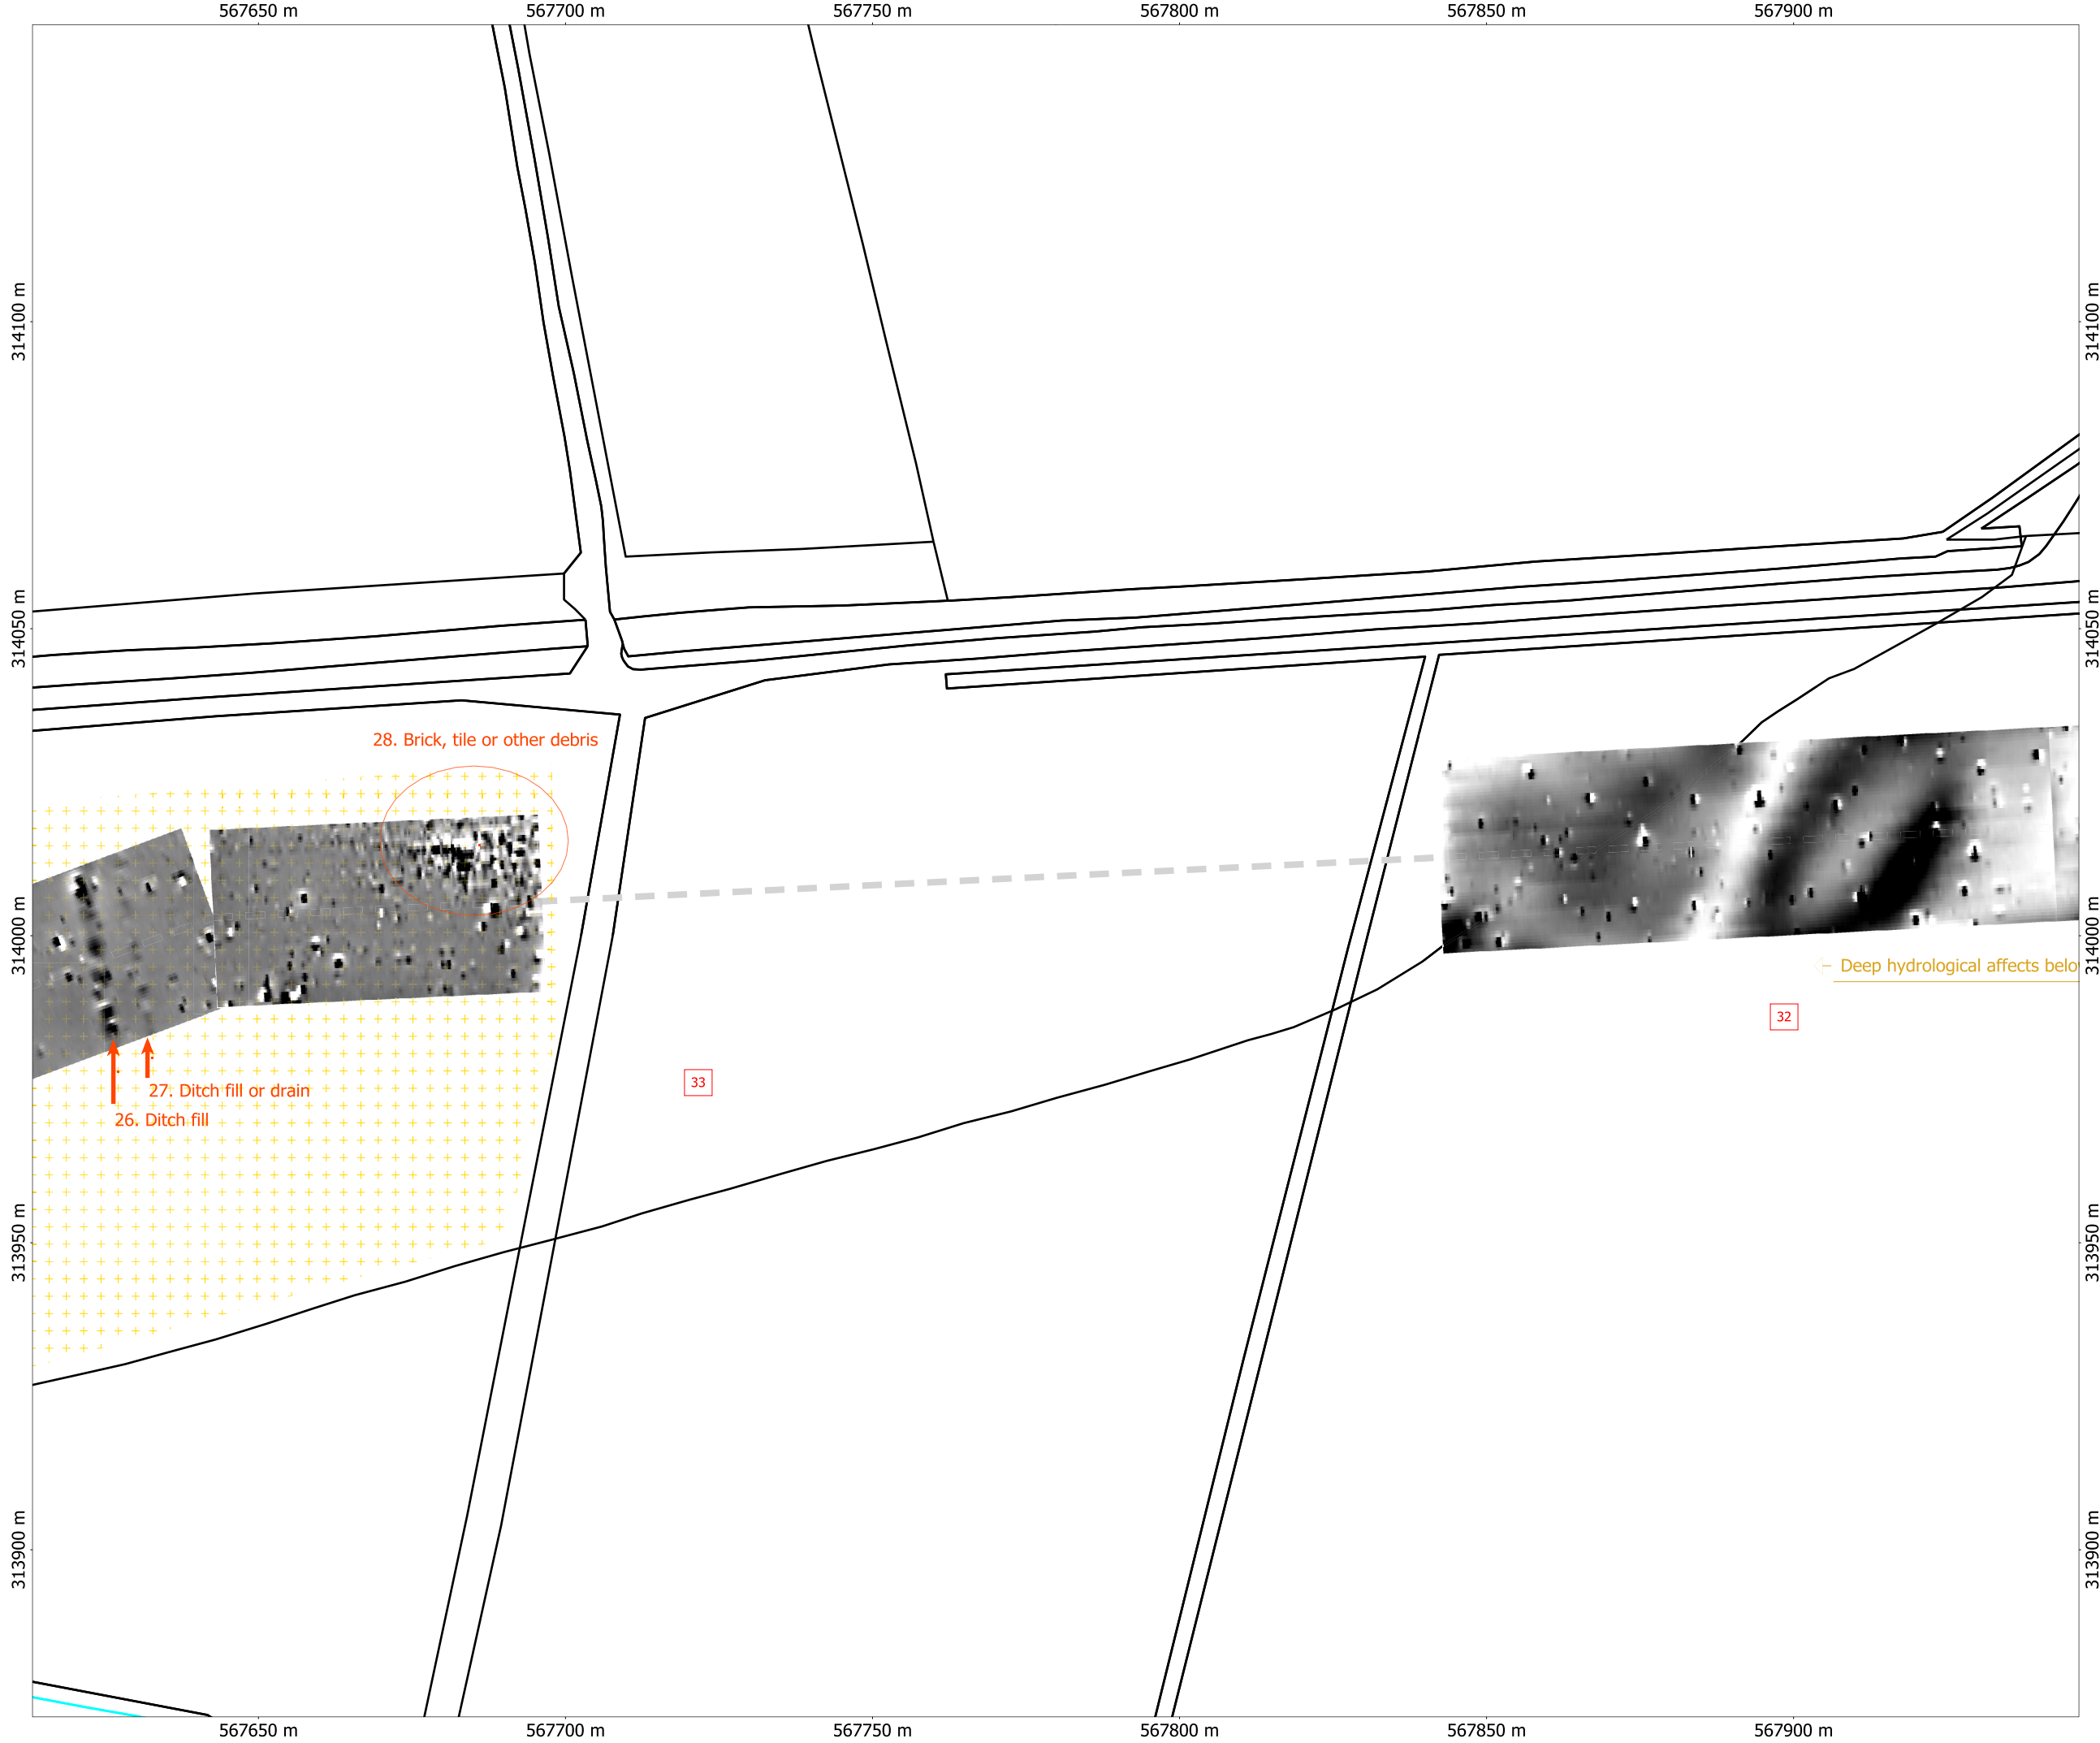 567650 m 567700 m 567750 m 567800 m 567850 m 567900 m
314100 m 314100 m
314050 m 314050 m
28. Brick, tile or other debris
314000 m 314000 m
Deep hydrological affects belo
32
33
27. Ditch fill or drain
26. Ditch fill
313950 m 313950 m
313900 m 313900 m
567650 m 567700 m 567750 m 567800 m 567850 m 567900 m